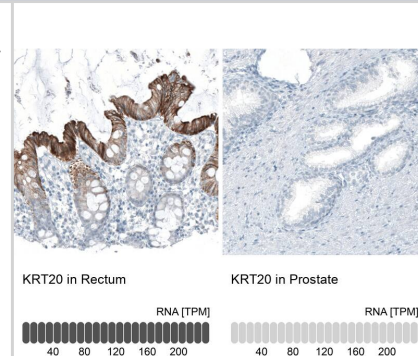 KRT20 in Rectum
RNA [TPM]
40 80 120 160 200
KRT20 in Prostate
RNA [TPM]
40 80 120 160 200